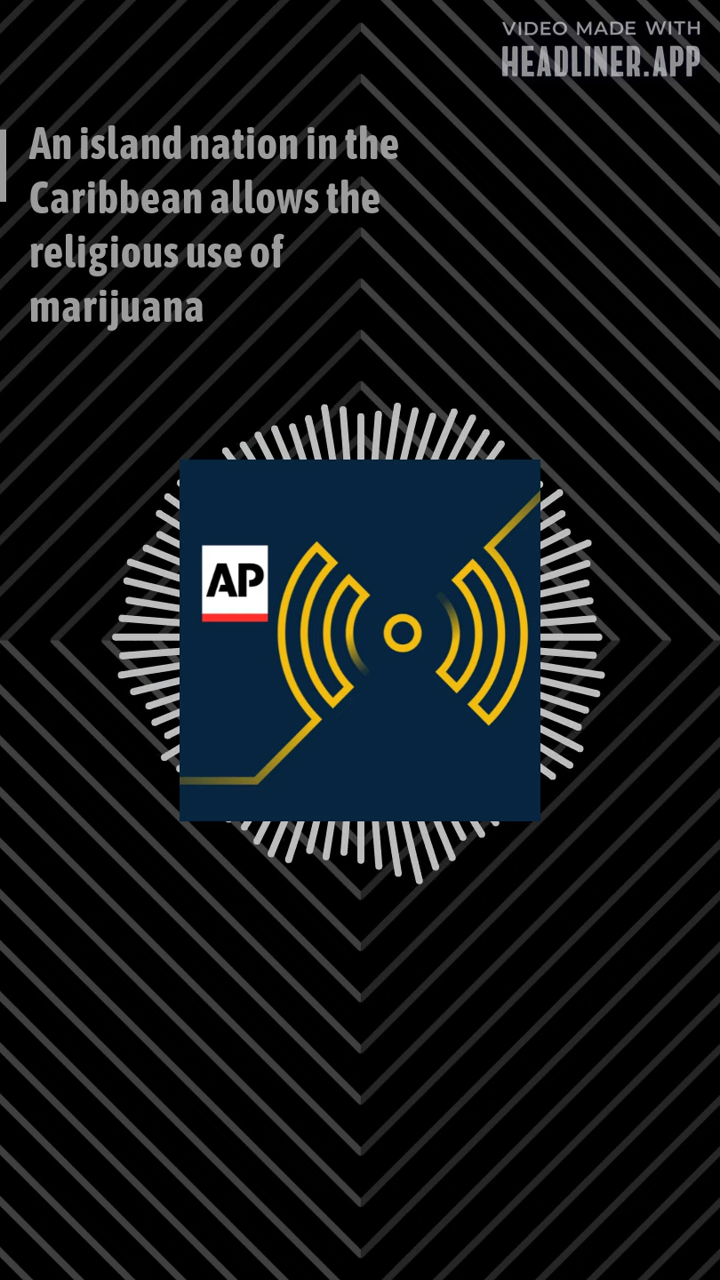 VIDEO MADE WITH
HEADLINER.APP
An island nation in the
Caribbean allows the
religious use of
marijuana
AP